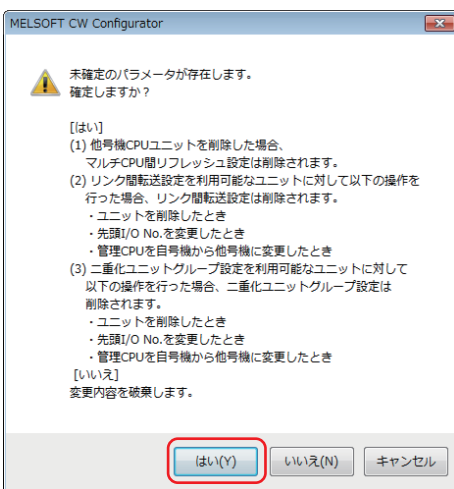 MELSOFT CW Configurator
未確定のパラメータが存在します。
確定しますか？
[はい]
(1) 他号機CPUユニットを削除した場合、
マルチCPU間リフレッシュ設定は削除されます。
(2) リンク間転送設定を利用可能なユニットに対して以下の操作を
行った場合、リンク間転送設定は削除されます。
・ユニットを削除したとき
・先頭I/O No.を変更したとき
・管理CPUを自号機から他号機に変更したとき
(3) 二重化ユニットグループ設定を利用可能なユニットに対して
以下の操作を行った場合、二重化ユニットグループ設定は
削除されます。
・ユニットを削除したとき
・先頭I/O No.を変更したとき
・管理CPUを自号機から他号機に変更したとき
[いいえ]
変更内容を破棄します。
はい(Y) いいえ(N) キャンセル